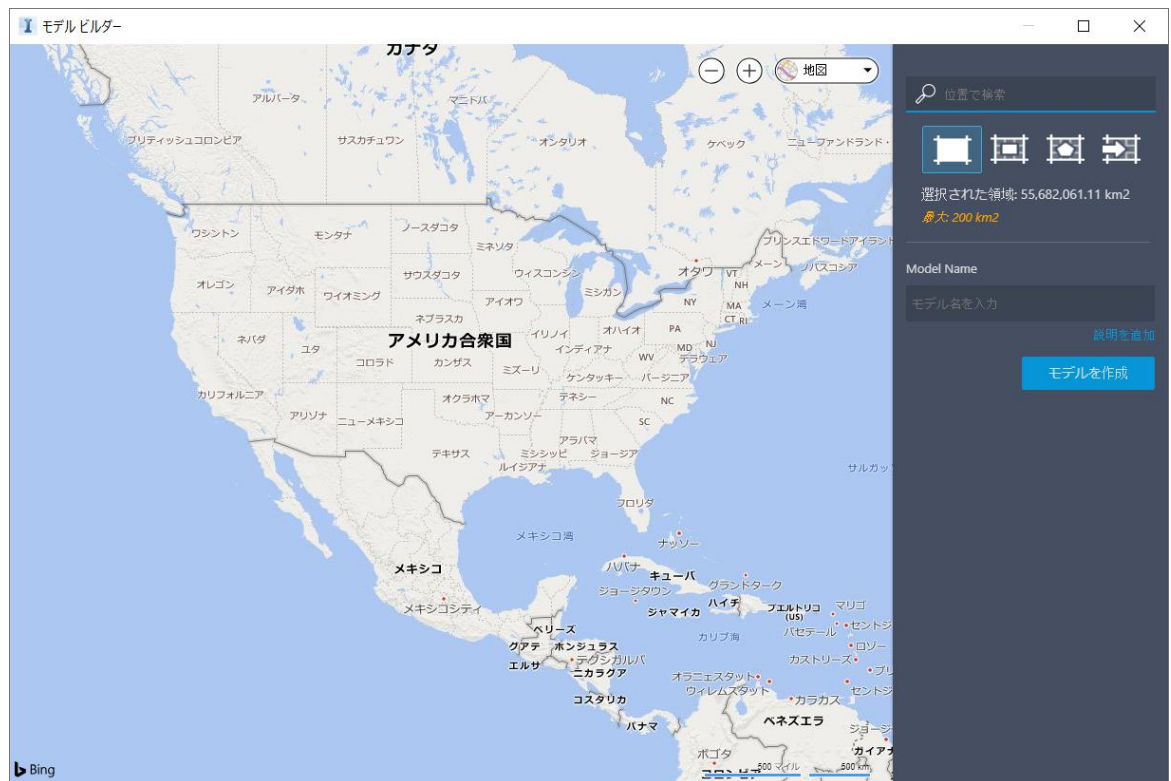 モデル ビルダー
カナダ
地図
アルバータ
マニトバ
ブリティッシュコロンビア
サスカチュワン
オンタリオ
ケベック
ニューファンドランド・
ワシントン
モンタナ
ノースダコタ
ミネソタ
プリンスエドワードアイランド
オタワ
VT
メーン
ノバスコシア
NH
オレゴン
アイダホ
ワイオミング
サウスダコタ
ウィスコンシン
ミシガン
NY
MA
メーン湾
CT
RI
アイオワ
ネブラスカ
ネバダ
ユタ
アメリカ合衆国
イリノイ
オハイオ
PA
インディアナ
MD
NJ
WV
デラウェア
コロラド
カンザス
ミズーリ
ケンタッキー
バージニア
カリフォルニア
オクラホマ
テネシー
NC
アリゾナ
ニューメキシコ
アーカンソー
SC
アラバマ
テキサス
ミシシッピ
ジョージア
ルイジアナ
サルガッ
フロリダ
メキシコ湾
ナッソー
メキシコ
ハバナ
キューバ
グランドターク
ジョージタウン
メキシコシティ
ジャマイカ
ハイチ
プエルトリコ
(US)
マリゴ
バセテール
セントジ
ベリーズ
カリブ海
グアテ
ホンジュラス
ロゾー
エルサ
テグシガルパ
カストリーズ
ニカラグア
オラニェスタット
ブリ
ウィレムスタット
セントジ
コスタリカ
カラカス
パナマ
ベネズエラ
ジョージ
ボゴタ
ガイアナ
コロンビア
500 マイル
500 km
Bing
位置で検索
選択された領域: 55,682,061.11 km2
最大: 200 km2
Model Name
モデル名を入力
説明を追加
モデルを作成